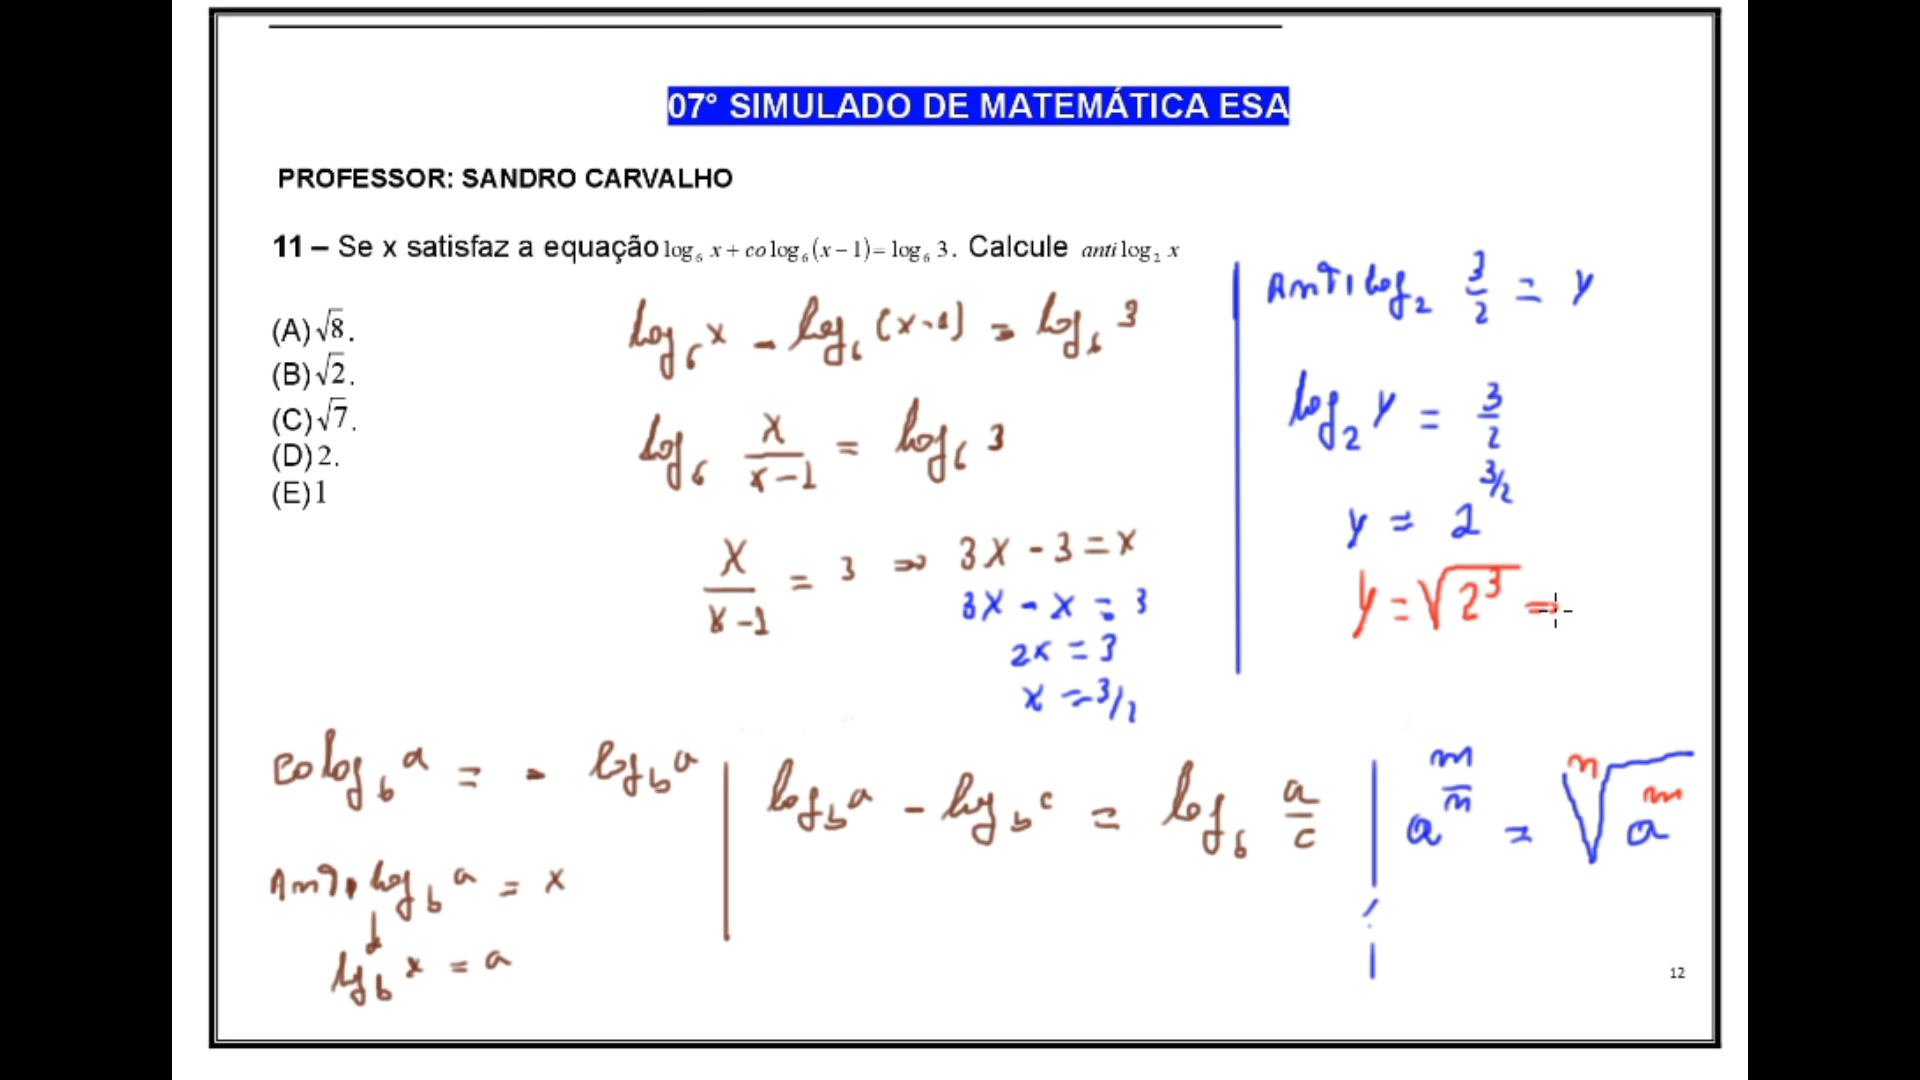 07° SIMULADO DE MATEMÁTICA ESA
PROFESSOR: SANDRO CARVALHO
11 – Se x satisfaz a equação log₆ x + co log₆ (x − 1) = log₆ 3. Calcule anti log₂ x
(A) √8.
(B) √2.
(C) √7.
(D) 2.
(E) 1
log₆ x - log₆ (x-1) = log₆ 3
log₆ x/(x-1) = log₆ 3
x/(x-1) = 3 ⇒ 3x - 3 = x
3x - x = 3
2x = 3
x = 3/2
Antilog₂ 3/2 = y
log₂ y = 3/2
y = 2^(3/2)
y = √2³ =
colog_b a = - log_b a
Antilog_b a = x
↓
log_b x = a
log_b a - log_b c = log_b a/c
a^(m/n) = ⁿ√a^m
12